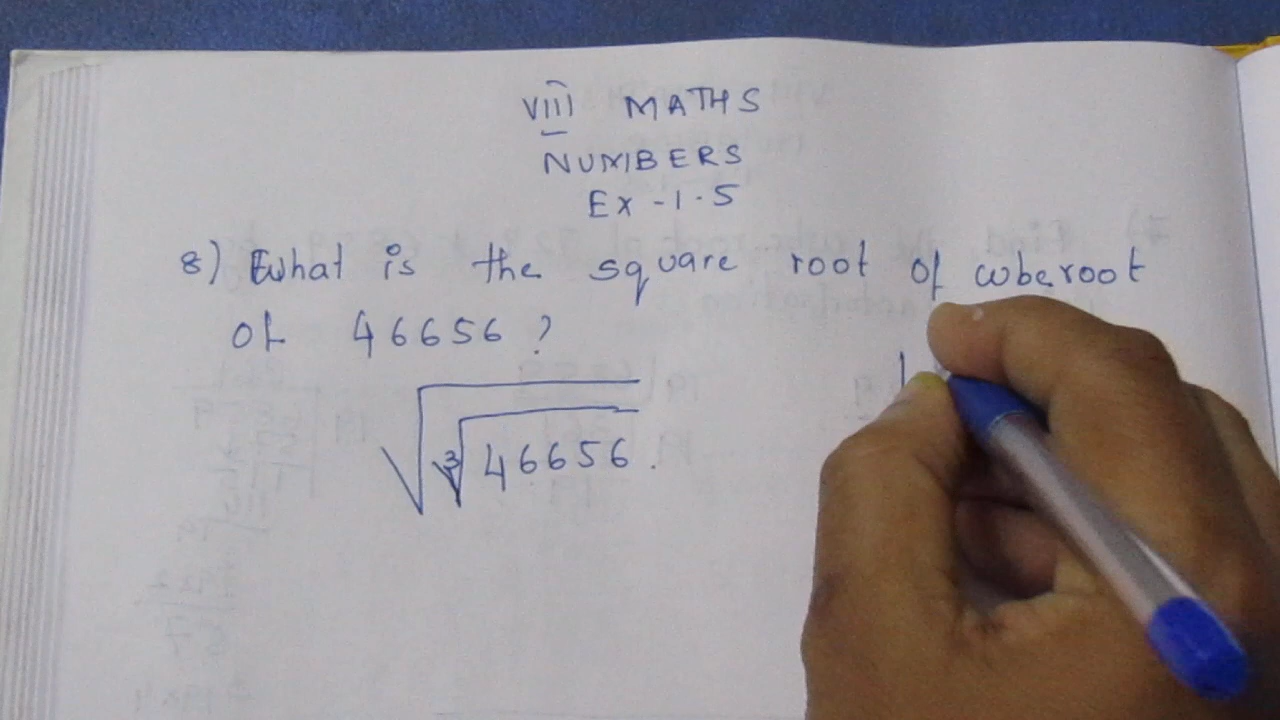 VIII MATHS
NUMBERS
Ex - 1.5
8) What is the square root of cuberoot
of 46656 ?
√∛46656.